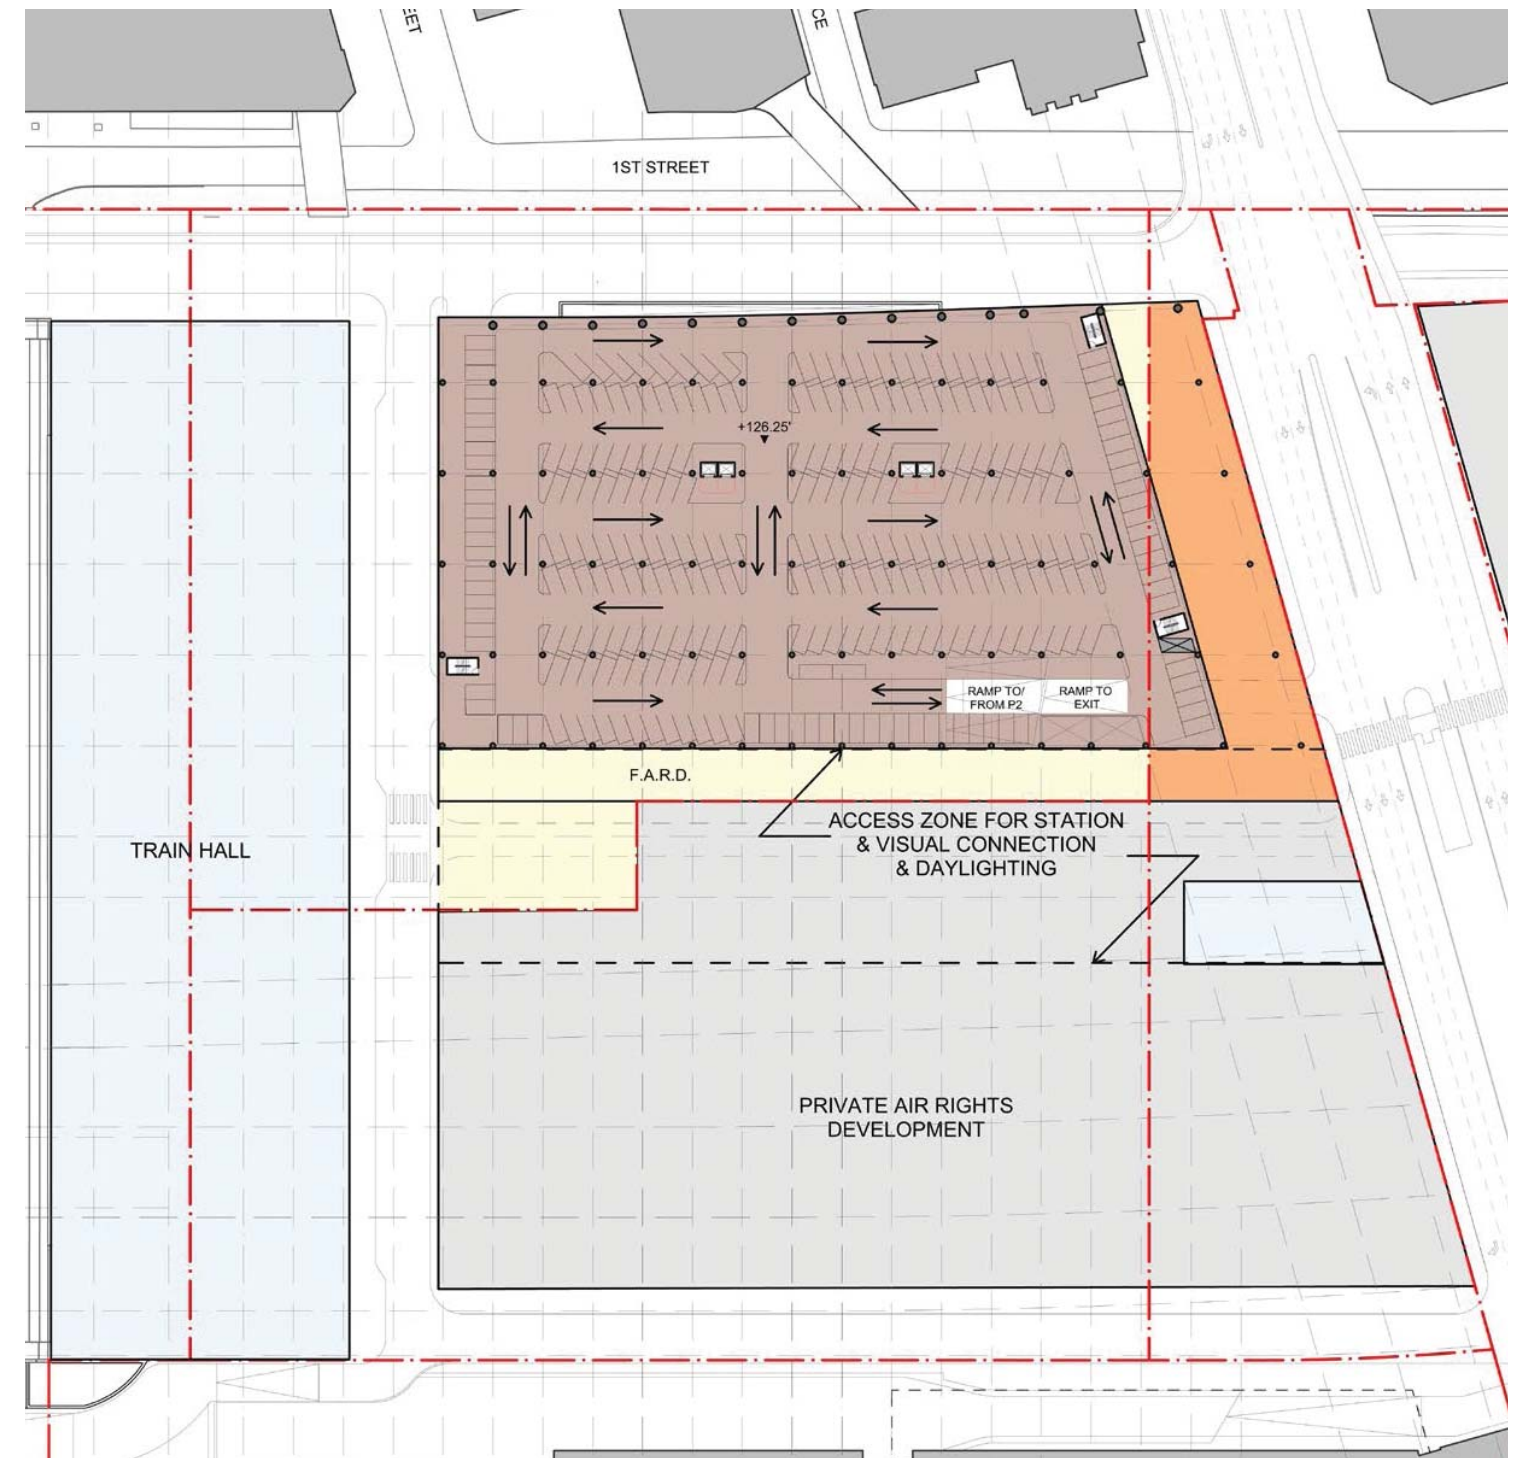 1ST STREET
+126.25'
RAMP TO/
FROM P2
RAMP TO
EXIT
F.A.R.D.
ACCESS ZONE FOR STATION
& VISUAL CONNECTION
& DAYLIGHTING
TRAIN HALL
PRIVATE AIR RIGHTS
DEVELOPMENT